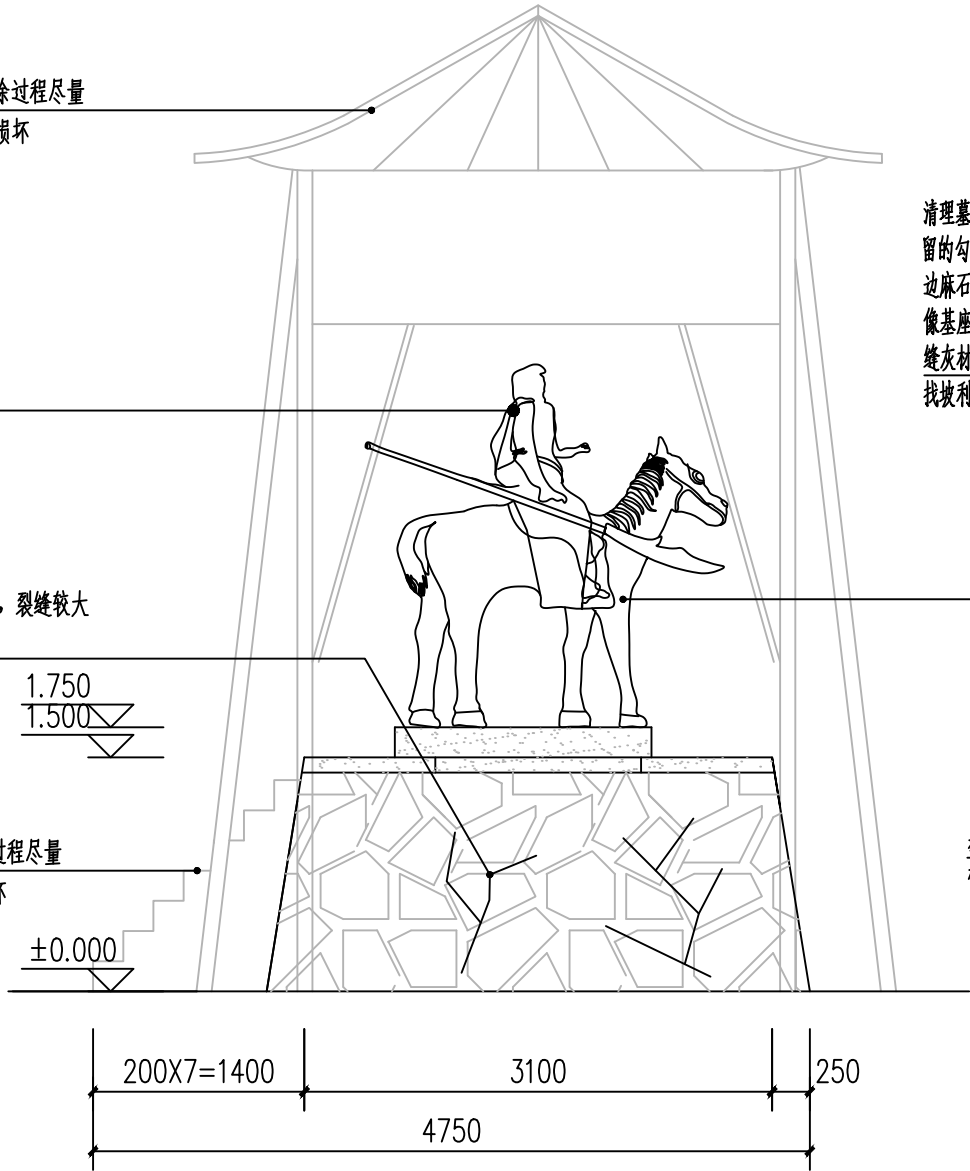 除过程尽量
损坏
清理墓
留的勾
边麻石
像基座
缝灰材
找坡利
，裂缝较大
1.750
1.500
过程尽量
坏
±0.000
200X7=1400
3100
250
4750